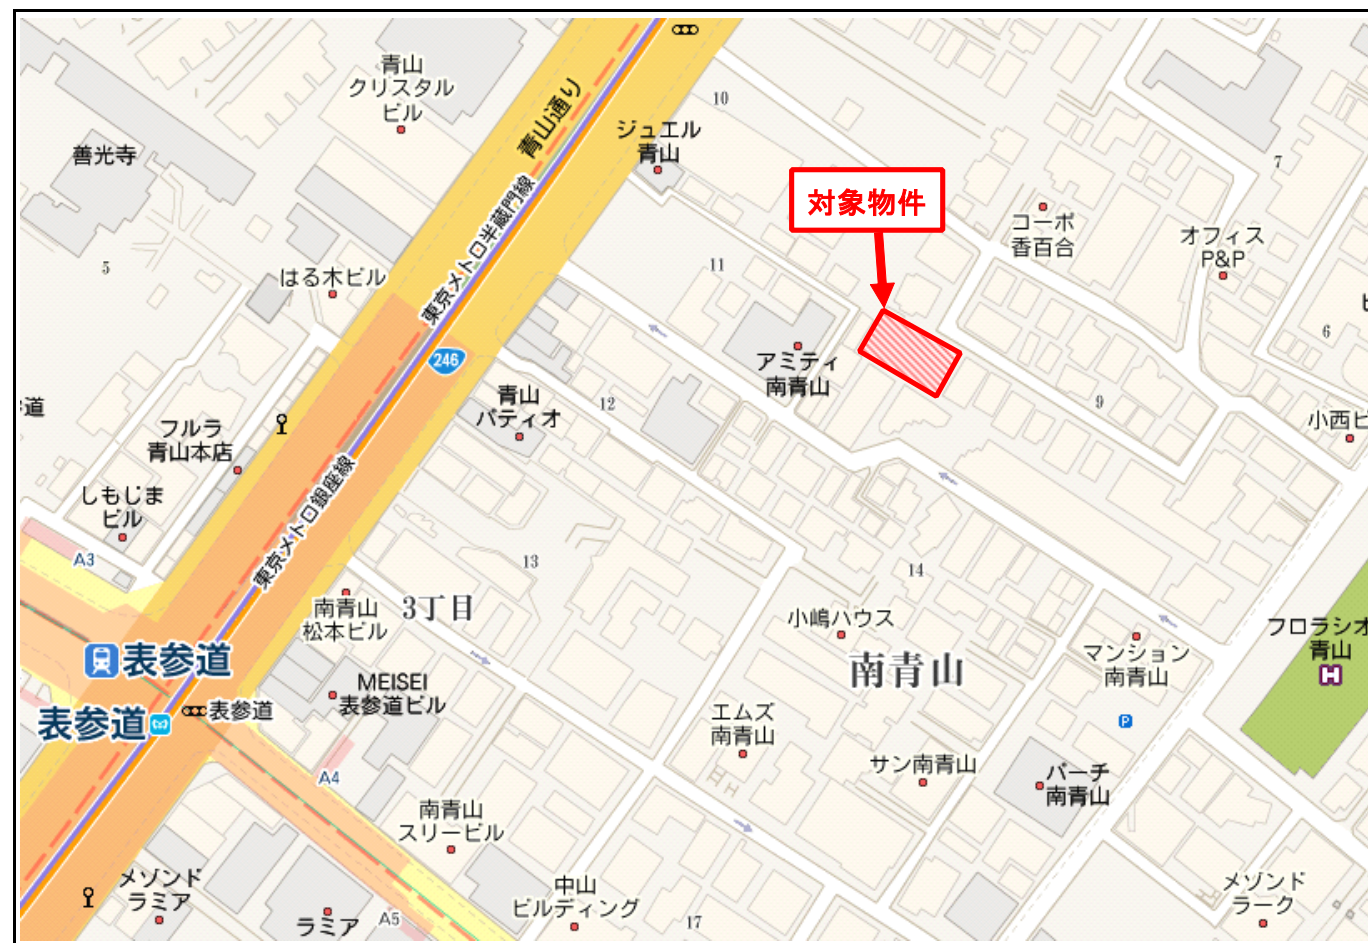 青山
クリスタル
ビル
青山通り
10
ジュエル
青山
善光寺
7
対象物件
東京メトロ半蔵門線
コーポ
香百合
オフィス
P&P
5
はる木ビル
11
6
246
アミティ
南青山
青山
パティオ
12
9
道
小西ビ
フルラ
青山本店
しもじま
ビル
東京メトロ銀座線
A3
13
14
3丁目
南青山
松本ビル
小嶋ハウス
フロラシオ
青山
H
マンション
南青山
南青山
表参道
MEISEI
表参道ビル
表参道
表参道
エムズ
南青山
P
サン南青山
バーチ
南青山
A4
南青山
スリービル
メゾンド
ラミア
中山
ビルディング
メゾンド
ラーク
ラミア
A5
17